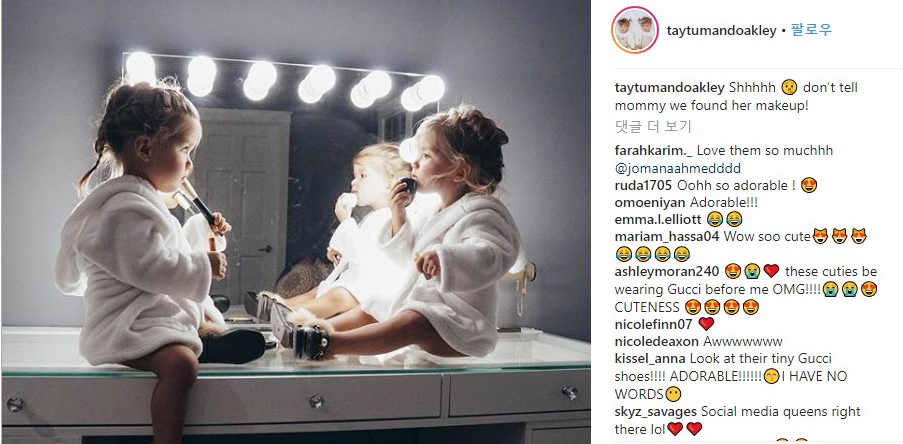 taytumandoakley • 팔로우
taytumandoakley Shhhhh 🤫 don't tell
mommy we found her makeup!
댓글 더 보기
farahkarim._ Love them so muchhh
@jomanaahmedddd
ruda1705 Oohh so adorable ! 😍
omoeniyan Adorable!!!
emma.l.elliott 😂😂
mariam_hassa04 Wow soo cute😻😻😻
😂😂😂😂
ashleymoran240 😍😭❤️ these cuties be
wearing Gucci before me OMG!!!!😭😭😍
CUTENESS 😍😍😍😍
nicolefinn07 ❤️
nicoledeaxon Awwwwwww
kissel_anna Look at their tiny Gucci
shoes!!!! ADORABLE!!!!!!😙I HAVE NO
WORDS😶
skyz_savages Social media queens right
there lol❤️❤️